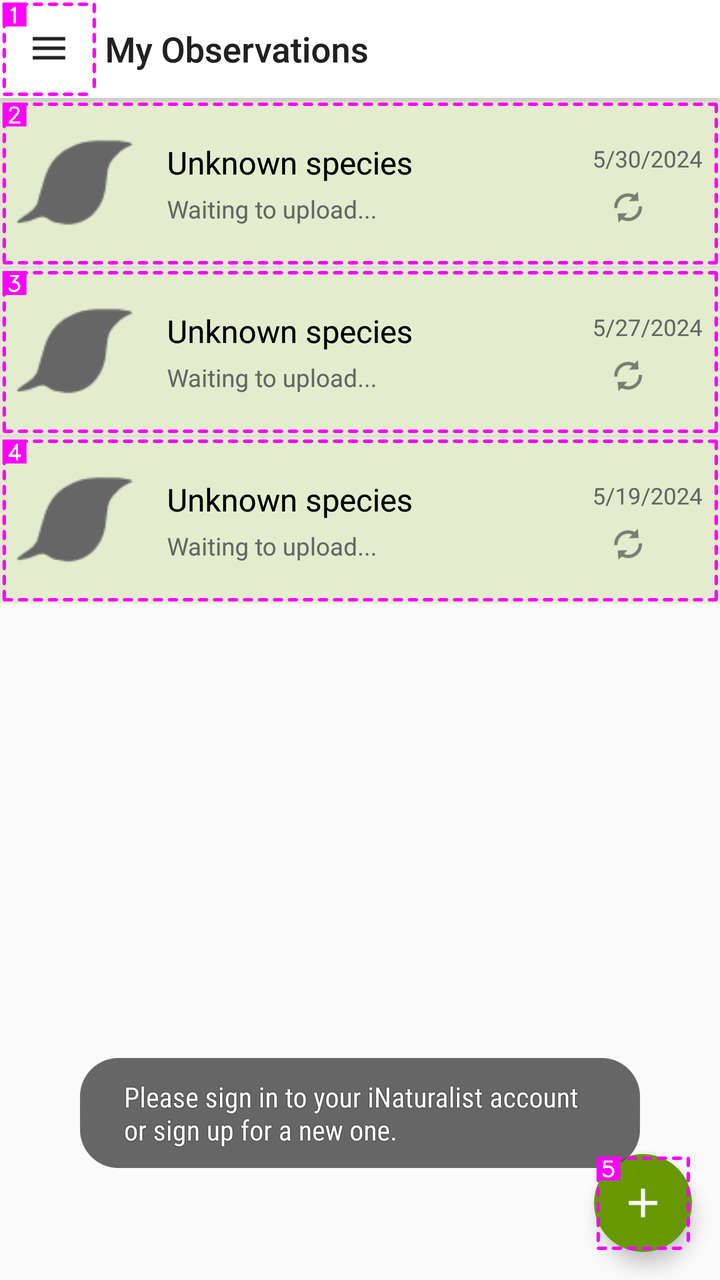 1
My Observations
2
Unknown species
5/30/2024
Waiting to upload...
3
Unknown species
5/27/2024
Waiting to upload...
4
Unknown species
5/19/2024
Waiting to upload...
Please sign in to your iNaturalist account
or sign up for a new one.
5